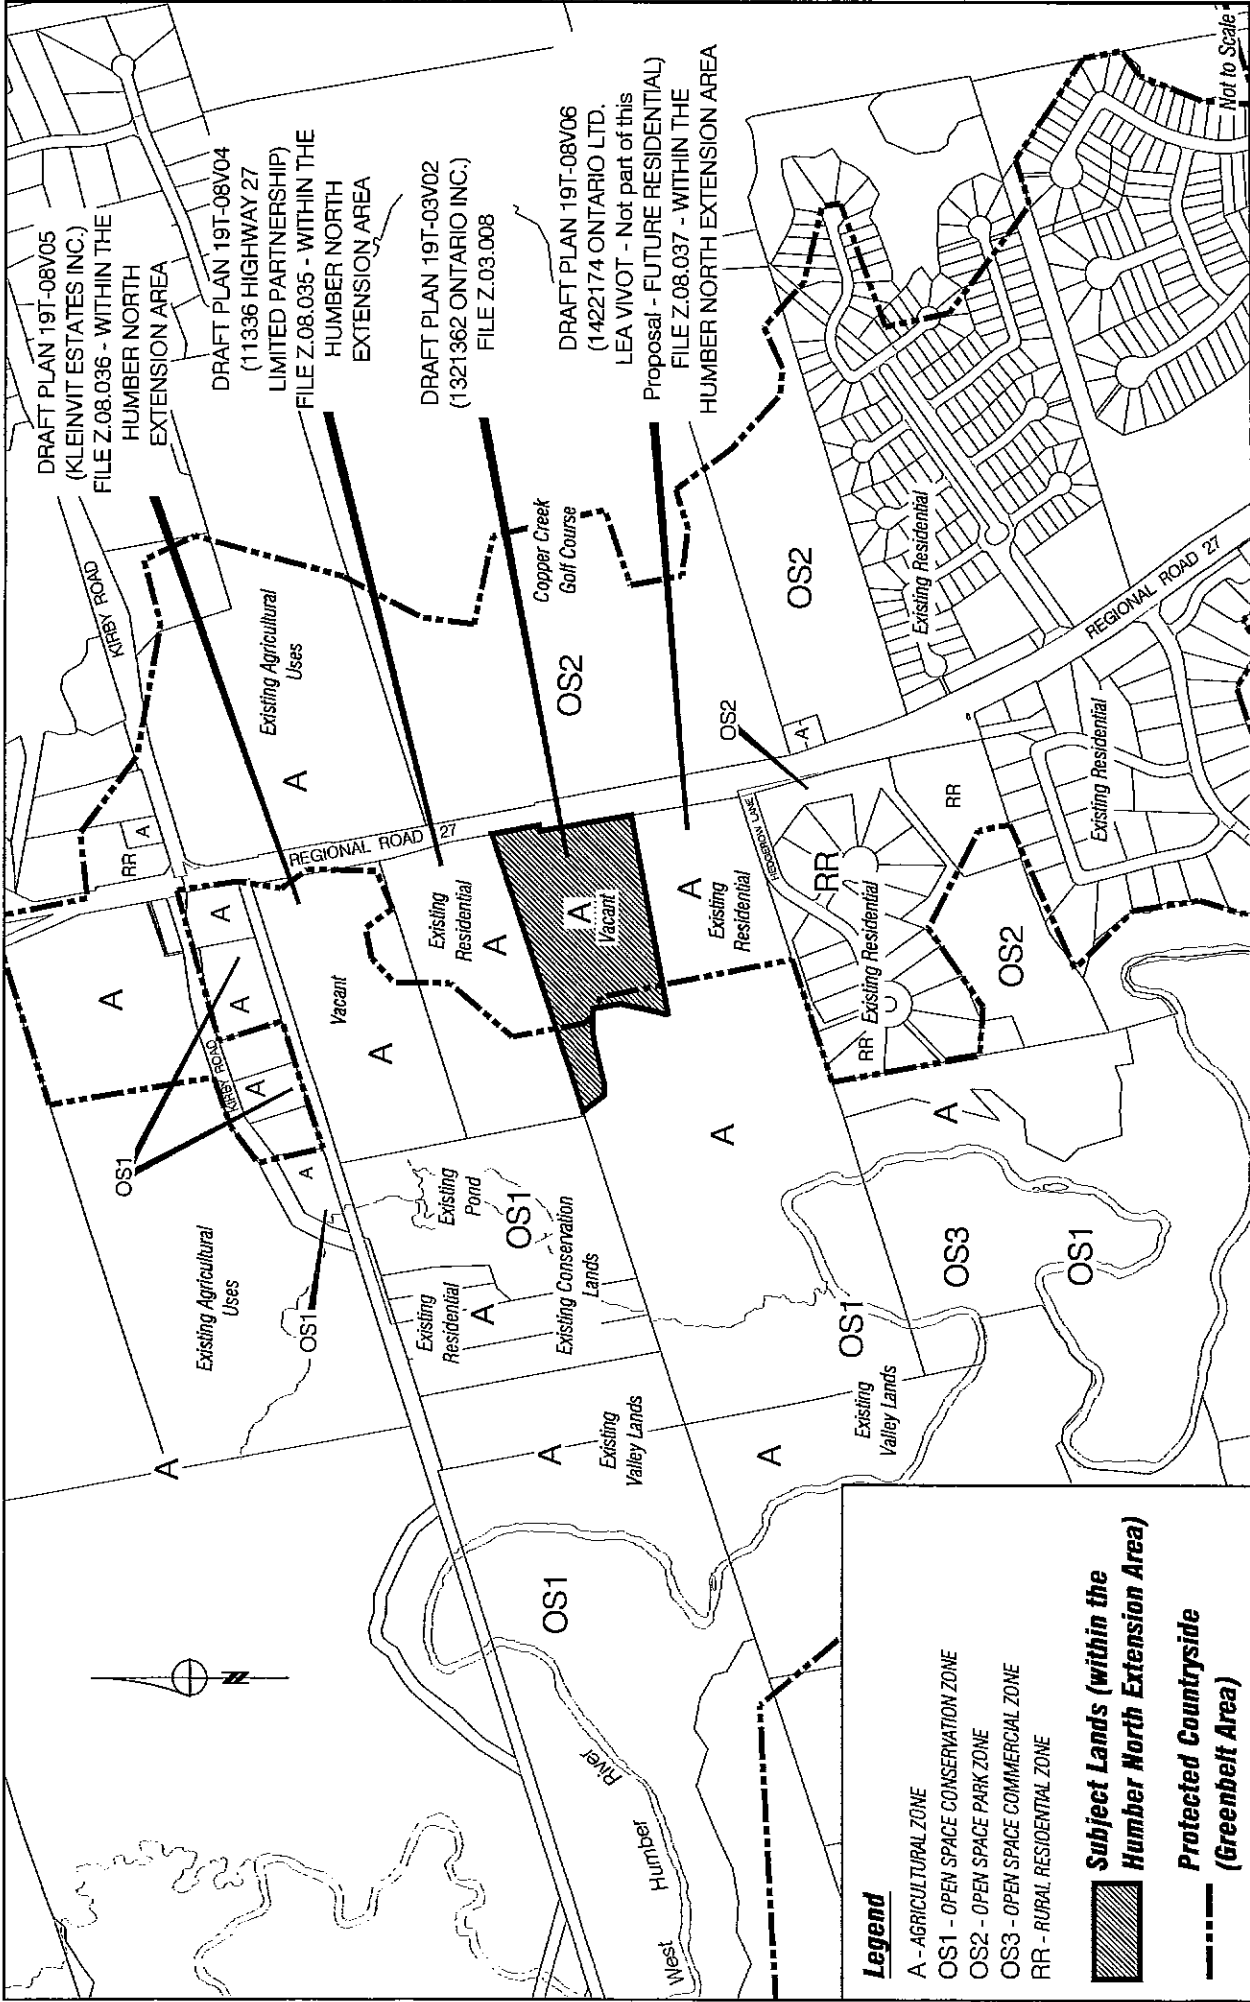 DRAFT PLAN 19T-08V05
(KLEINVIT ESTATES INC.)
FILE Z.08.036 - WITHIN THE
HUMBER NORTH
EXTENSION AREA
DRAFT PLAN 19T-08V04
(11336 HIGHWAY 27
LIMITED PARTNERSHIP)
FILE Z.08.035 - WITHIN THE
HUMBER NORTH
EXTENSION AREA
DRAFT PLAN 19T-03V02
(1321362 ONTARIO INC.)
FILE Z.03.008
DRAFT PLAN 19T-08V06
(1422174 ONTARIO LTD.
LEA VIVOT - Not part of this
Proposal - FUTURE RESIDENTIAL)
FILE Z.08.037 - WITHIN THE
HUMBER NORTH EXTENSION AREA
Not to Scale
KIRBY ROAD
Existing Agricultural
Uses
A
Copper Creek
Golf Course
OS2
OS2
Existing Residential
REGIONAL ROAD 27
RR
A
REGIONAL ROAD 27
OS2
A
HEDGEROW LANE
RR
Existing Residential
A
A
A
KIRBY ROAD
A
A
A
OS1
Vacant
A
Existing
Residential
A
A
Vacant
A
Existing
Residential
RR
Existing Residential
RR
OS2
A
Existing Agricultural
Uses
OS1
Existing
Pond
OS1
Existing
Residential
A
Existing Conservation
Lands
A
OS1
OS3
OS1
A
A
Existing
Valley Lands
A
Existing
Valley Lands
OS1
N
West Humber River
Legend
A - AGRICULTURAL ZONE
OS1 - OPEN SPACE CONSERVATION ZONE
OS2 - OPEN SPACE PARK ZONE
OS3 - OPEN SPACE COMMERCIAL ZONE
RR - RURAL RESIDENTIAL ZONE
Subject Lands (within the
Humber North Extension Area)
Protected Countryside
(Greenbelt Area)